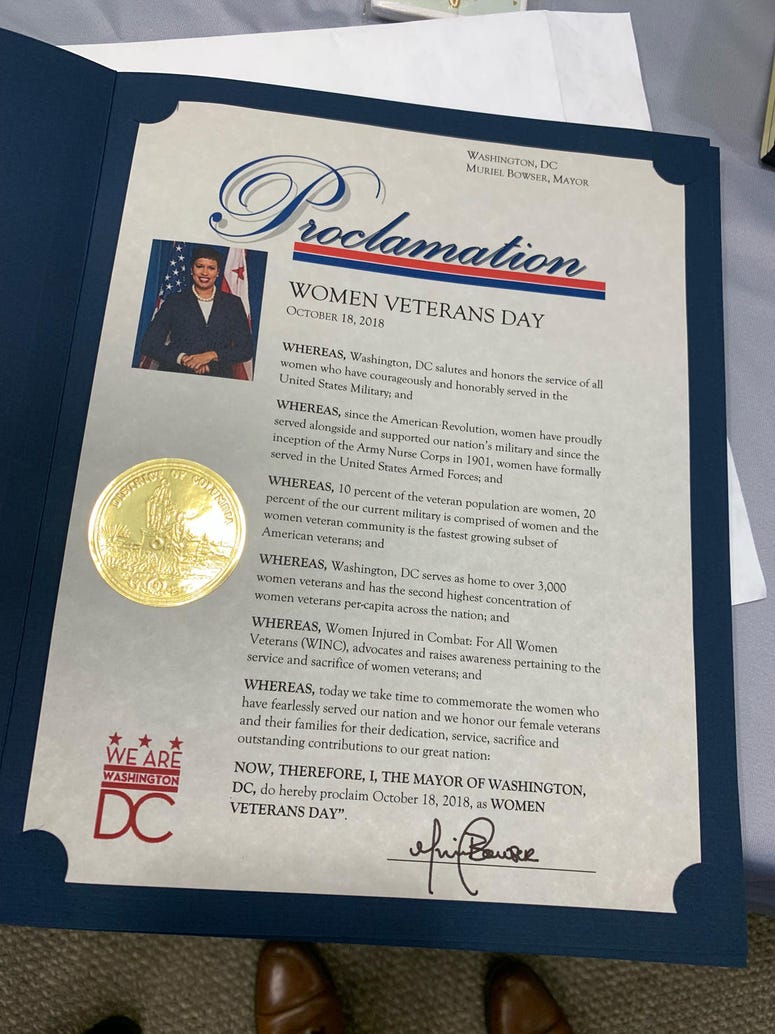 WASHINGTON, DC
MURIEL BOWSER, MAYOR
Proclamation
WOMEN VETERANS DAY
OCTOBER 18, 2018
WHEREAS, Washington, DC salutes and honors the service of all
women who have courageously and honorably served in the
United States Military; and
WHEREAS, since the American Revolution, women have proudly
served alongside and supported our nation's military and since the
inception of the Army Nurse Corps in 1901, women have formally
served in the United States Armed Forces; and
WHEREAS, 10 percent of the veteran population are women, 20
percent of the our current military is comprised of women and the
women veteran community is the fastest growing subset of
American veterans; and
WHEREAS, Washington, DC serves as home to over 3,000
women veterans and has the second highest concentration of
women veterans per-capita across the nation; and
WHEREAS, Women Injured in Combat: For All Women
Veterans (WINC), advocates and raises awareness pertaining to the
service and sacrifice of women veterans; and
WHEREAS, today we take time to commemorate the women who
have fearlessly served our nation and we honor our female veterans
and their families for their dedication, service, sacrifice and
outstanding contributions to our great nation:
NOW, THEREFORE, I, THE MAYOR OF WASHINGTON,
DC, do hereby proclaim October 18, 2018, as WOMEN
VETERANS DAY”.
Muriel Bowser
DISTRICT OF COLUMBIA
WE ARE
WASHINGTON
DC